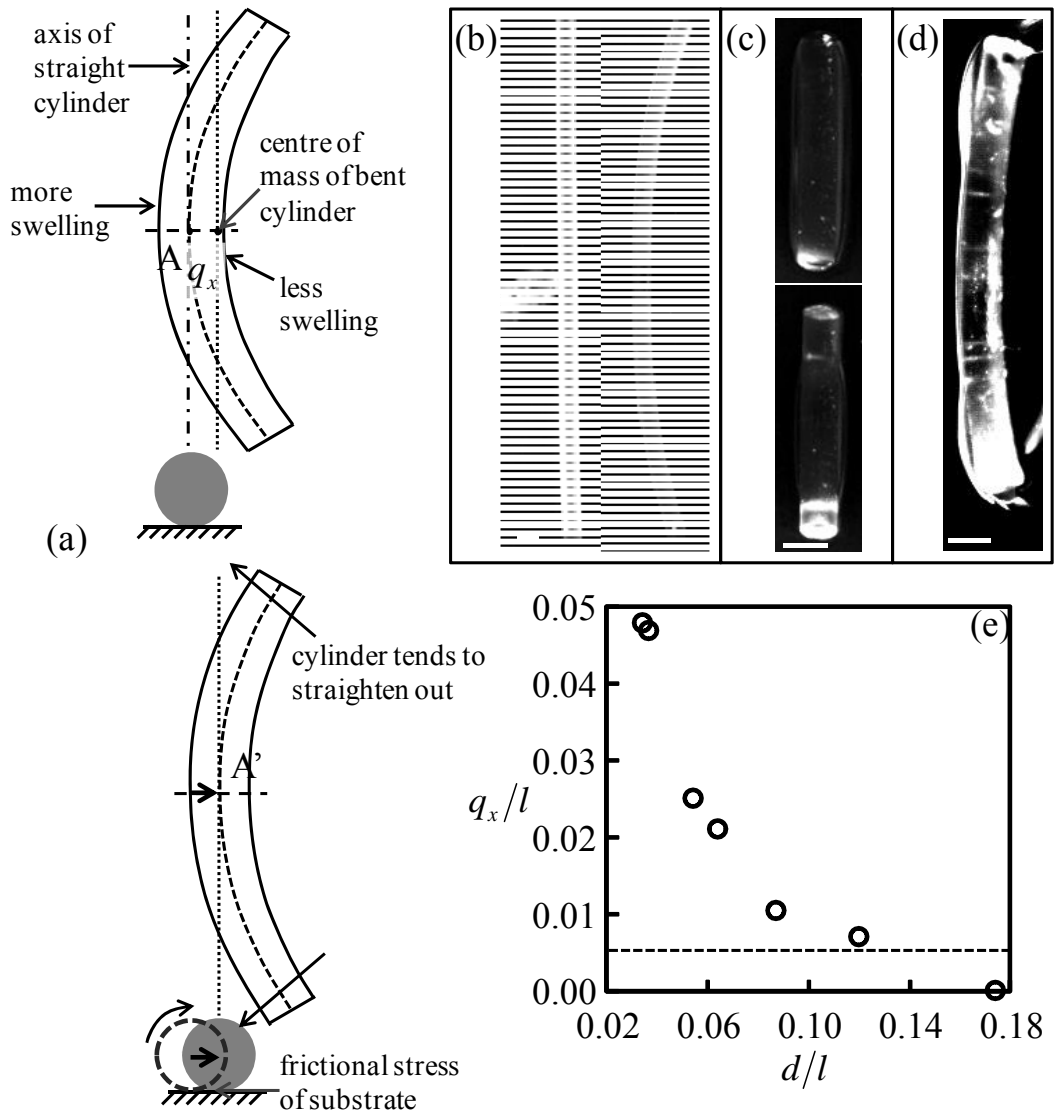 (a)
axis of
straight
cylinder
more
swelling
A
q_x
centre of
mass of bent
cylinder
less
swelling
cylinder tends to
straighten out
A’
frictional stress
of substrate
(b)
(c)
(d)
(e)
0.05
0.04
0.03
q_x/l
0.02
0.01
0.00
0.02 0.06 0.10 0.14 0.18
d/l